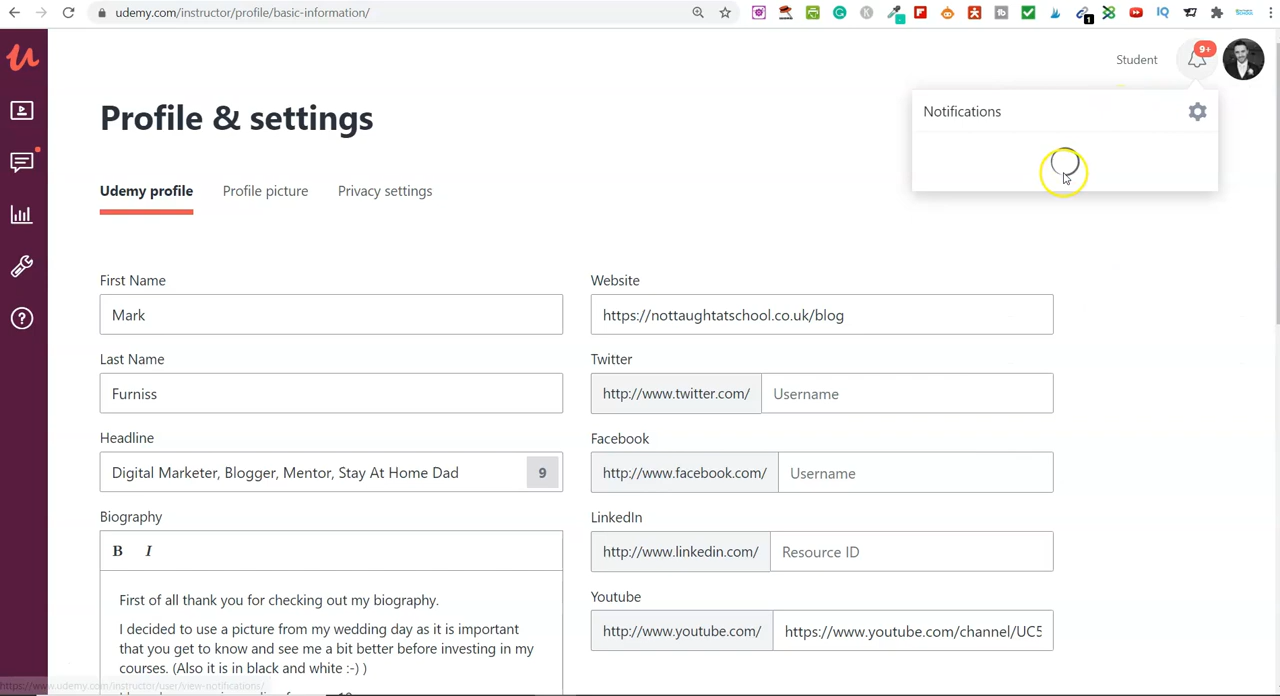 udemy.com/instructor/profile/basic-information/
1
Student
9+
Notifications
Profile & settings
Udemy profile
Profile picture
Privacy settings
First Name
Mark
Website
https://nottaughtatschool.co.uk/blog
Last Name
Furniss
Twitter
http://www.twitter.com/
Username
Headline
Digital Marketer, Blogger, Mentor, Stay At Home Dad
9
Facebook
http://www.facebook.com/
Username
Biography
B I
LinkedIn
http://www.linkedin.com/
Resource ID
First of all thank you for checking out my biography.
I decided to use a picture from my wedding day as it is important
that you get to know and see me a bit better before investing in my
courses. (Also it is in black and white :-) )
Youtube
http://www.youtube.com/
https://www.youtube.com/channel/UC5
https://www.udemy.com/instructor/user/view-notifications/